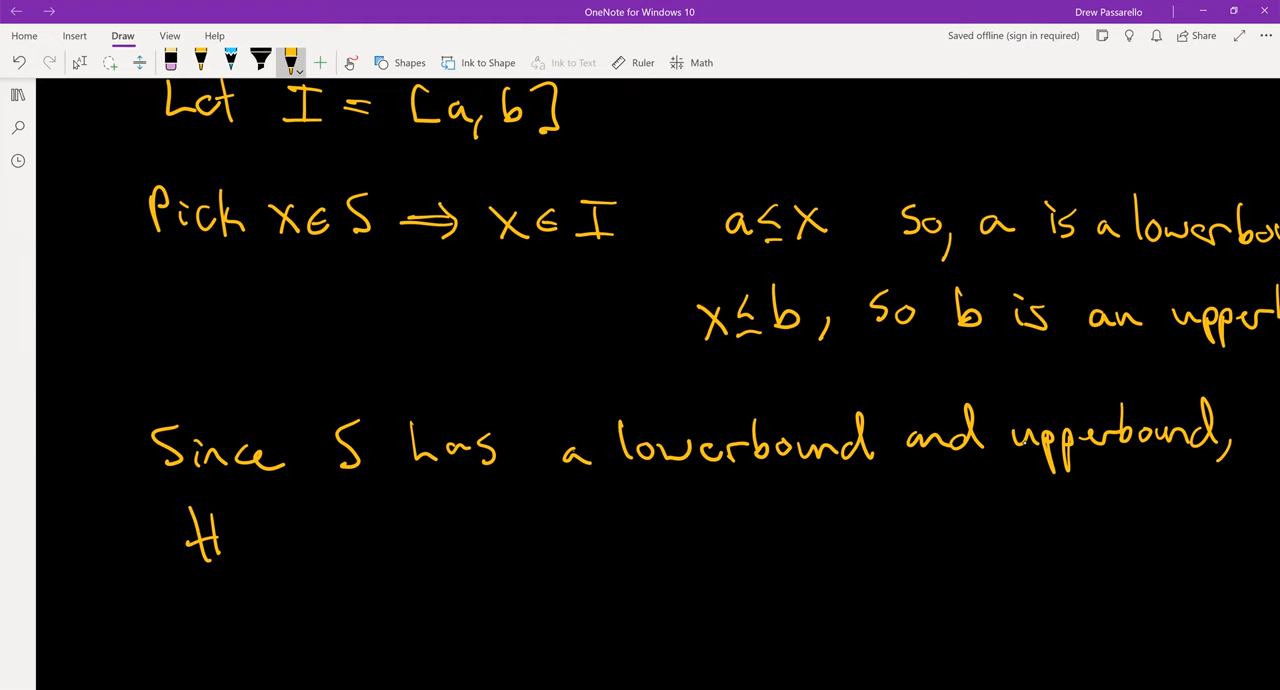 OneNote for Windows 10
Drew Passarello
Home Insert Draw View Help
Saved offline (sign in required)
Share
Shapes
Ink to Shape
Ink to Text
Ruler
Math
Let I = [a, b]
Pick x ∈ S ⟹ x ∈ I a ≤ x so, a is a lowerbo
x ≤ b, so b is an upper
Since S has a lowerbound and upperbound,